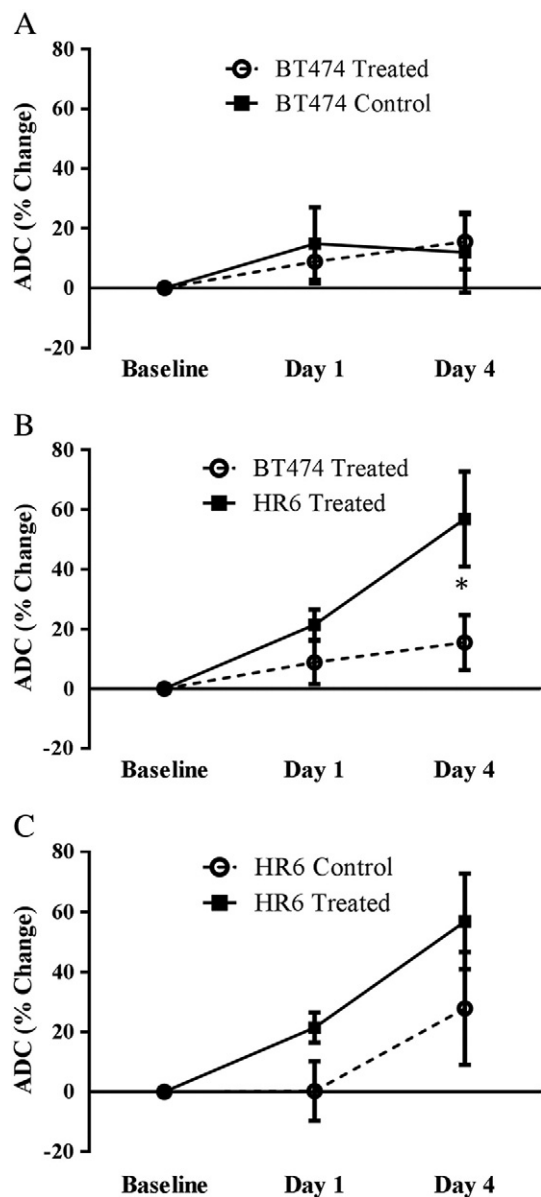 A
80
60
40
20
0
-20
ADC (% Change)
BT474 Treated
BT474 Control
Baseline Day 1 Day 4
B
80
60
40
20
0
-20
ADC (% Change)
BT474 Treated
HR6 Treated
*
Baseline Day 1 Day 4
C
80
60
40
20
0
-20
ADC (% Change)
HR6 Control
HR6 Treated
Baseline Day 1 Day 4